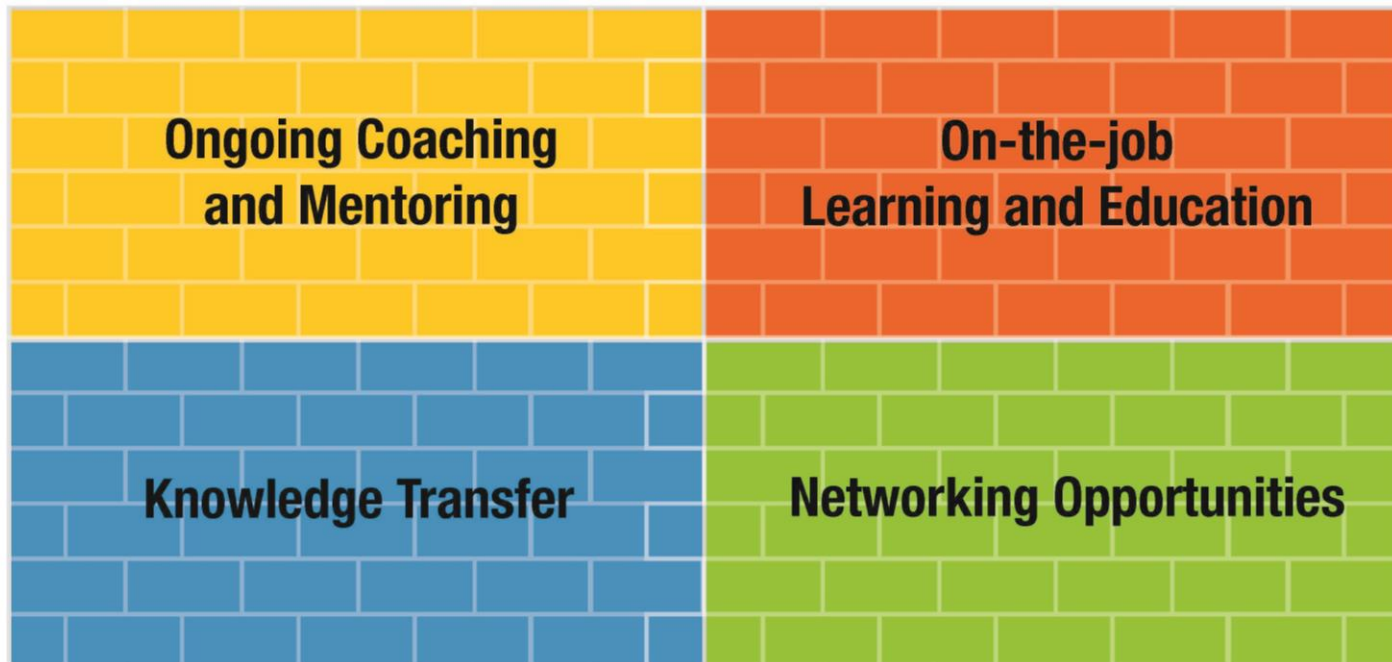 Ongoing Coaching
and Mentoring
On-the-job
Learning and Education
Knowledge Transfer
Networking Opportunities